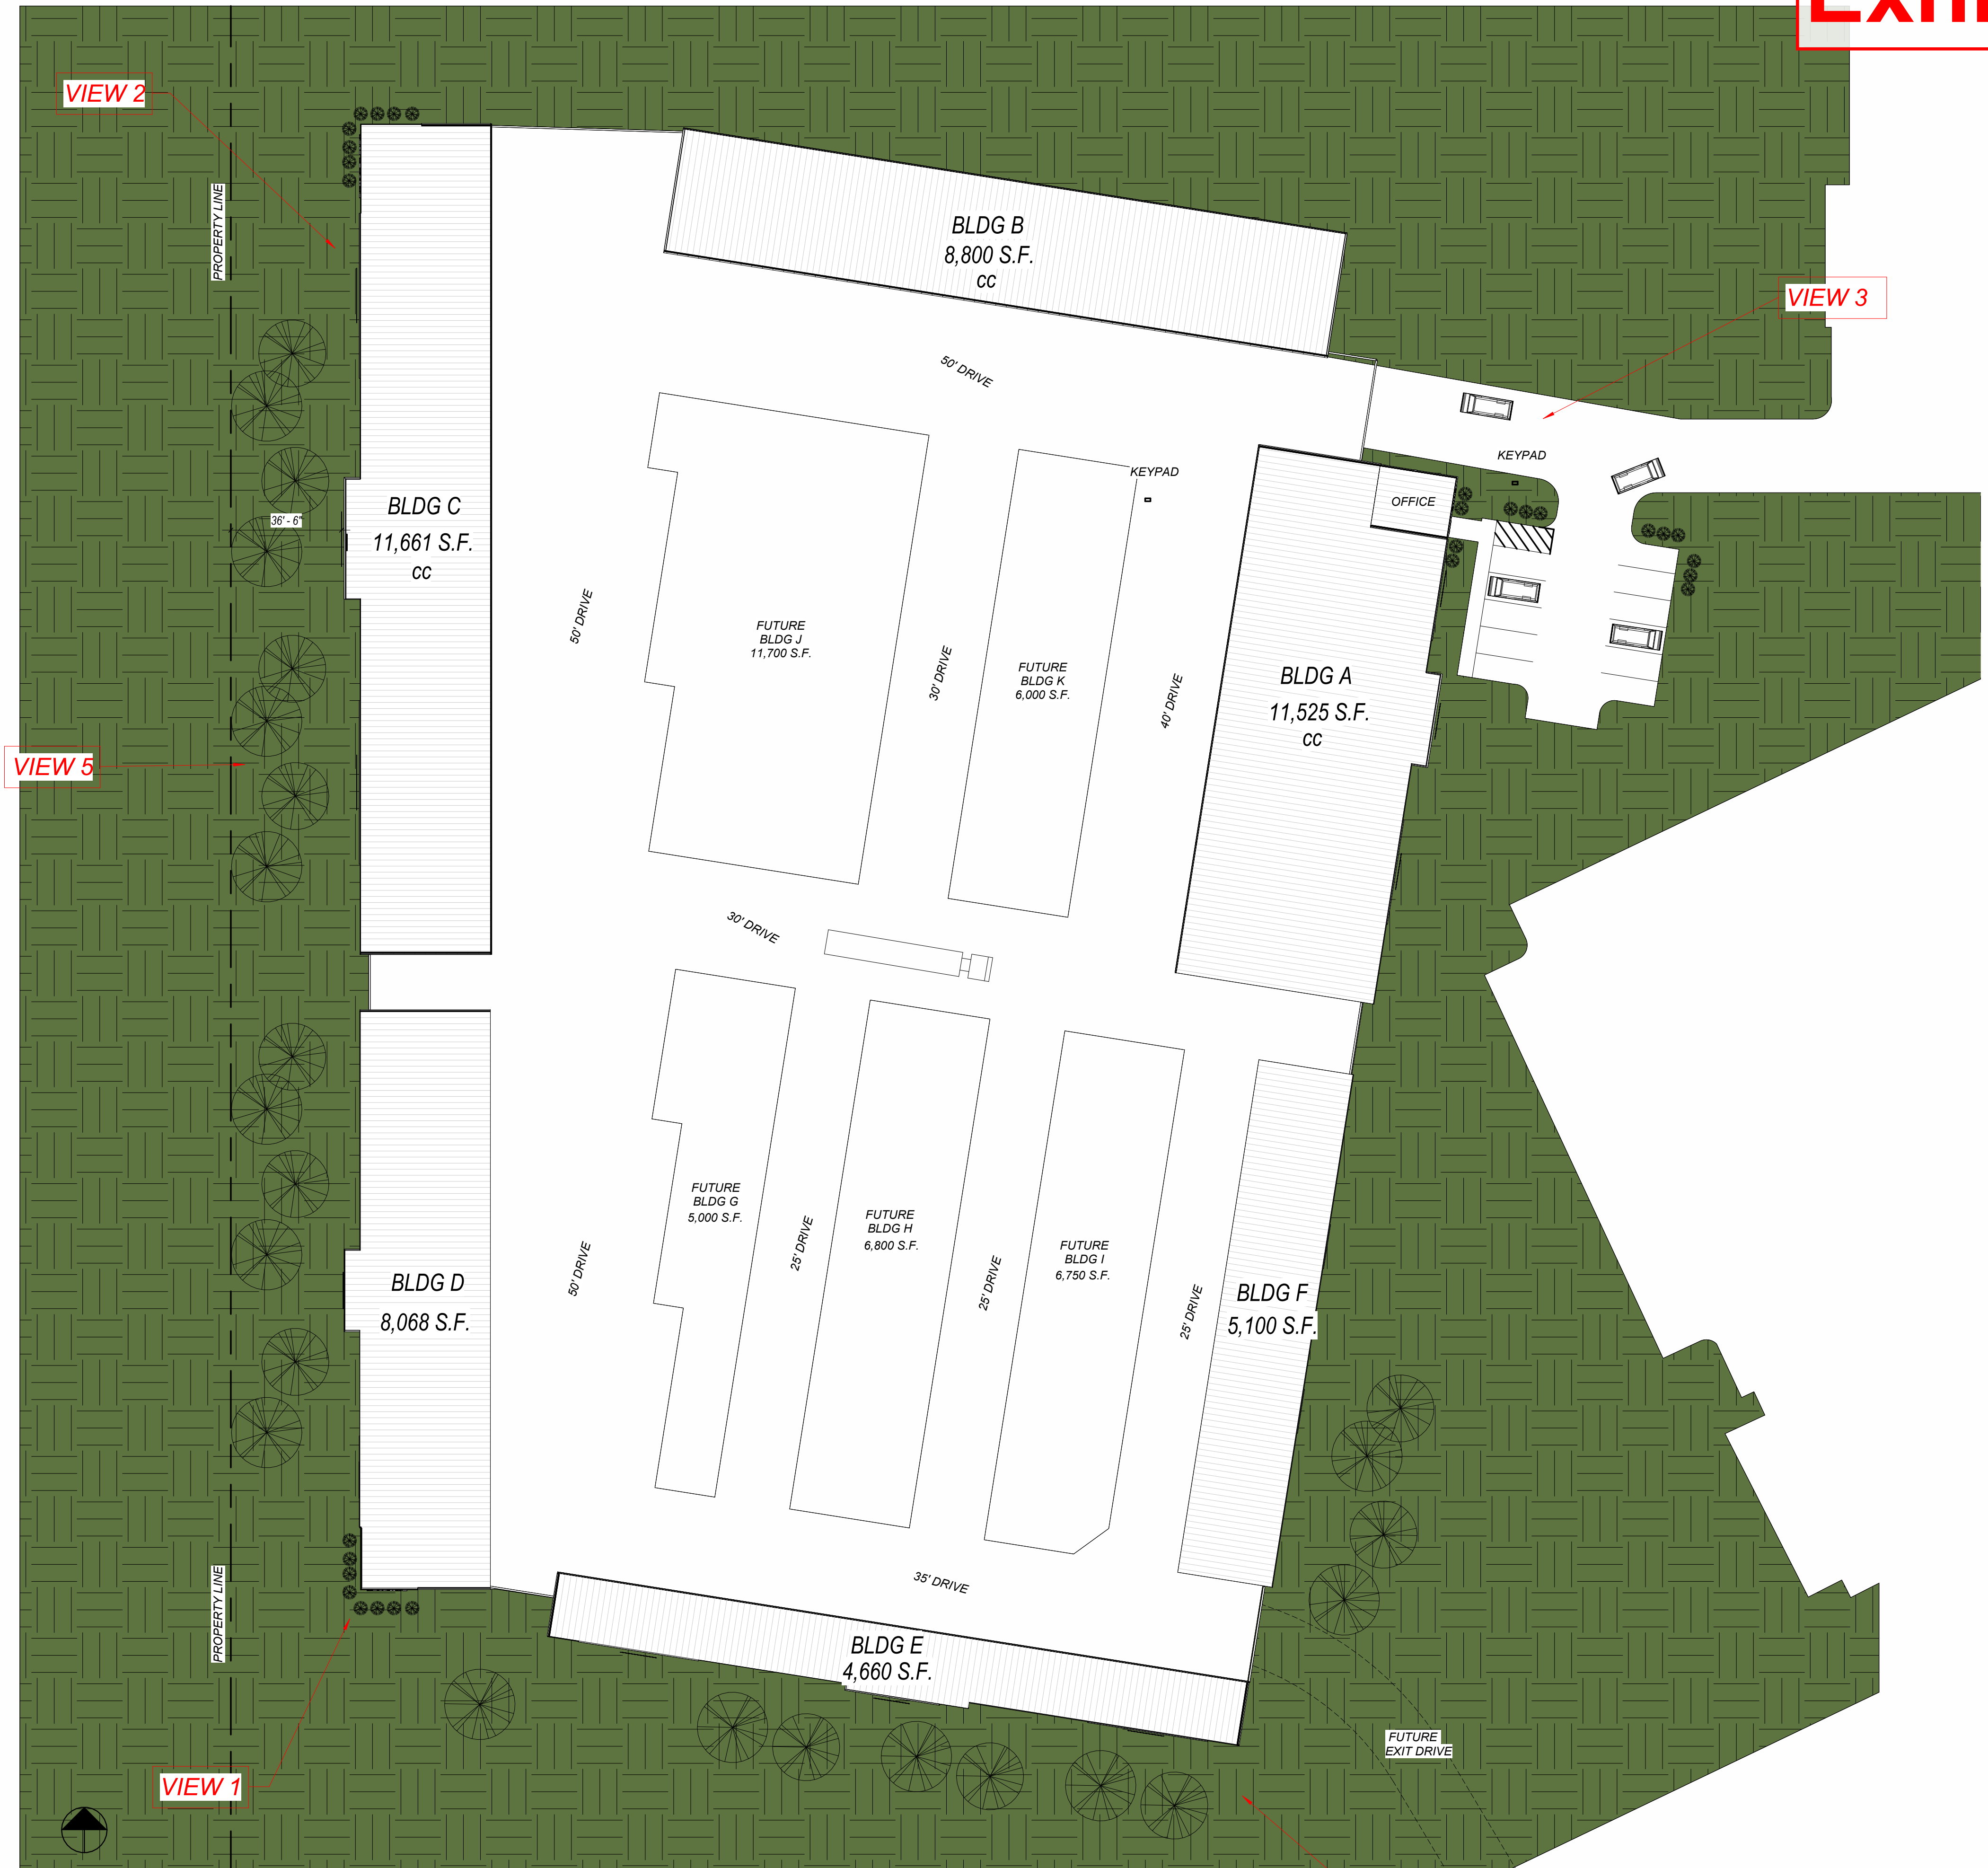 VIEW 2
PROPERTY LINE
BLDG B
8,800 S.F.
cc
VIEW 3
50' DRIVE
KEYPAD
KEYPAD
OFFICE
BLDG C
11,661 S.F.
cc
36' - 6"
50' DRIVE
FUTURE
BLDG J
11,700 S.F.
30' DRIVE
FUTURE
BLDG K
6,000 S.F.
40' DRIVE
BLDG A
11,525 S.F.
cc
VIEW 5
30' DRIVE
FUTURE
BLDG G
5,000 S.F.
FUTURE
BLDG H
6,800 S.F.
FUTURE
BLDG I
6,750 S.F.
BLDG D
8,068 S.F.
50' DRIVE
25' DRIVE
25' DRIVE
25' DRIVE
BLDG F
5,100 S.F.
35' DRIVE
PROPERTY LINE
BLDG E
4,660 S.F.
FUTURE
EXIT DRIVE
VIEW 1